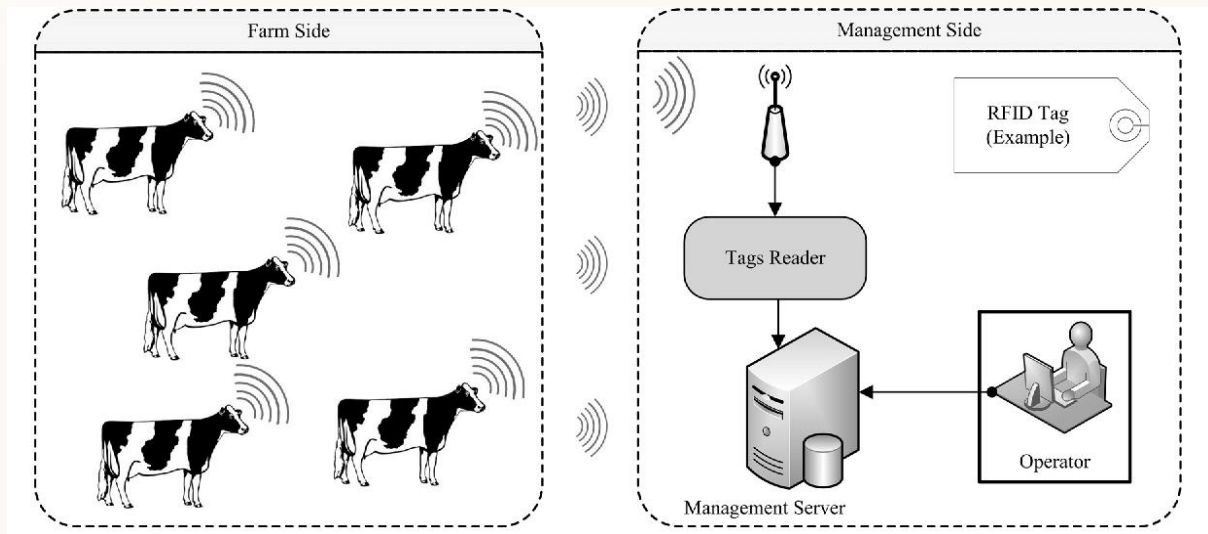 Farm Side
Management Side
RFID Tag
(Example)
Tags Reader
Operator
Management Server